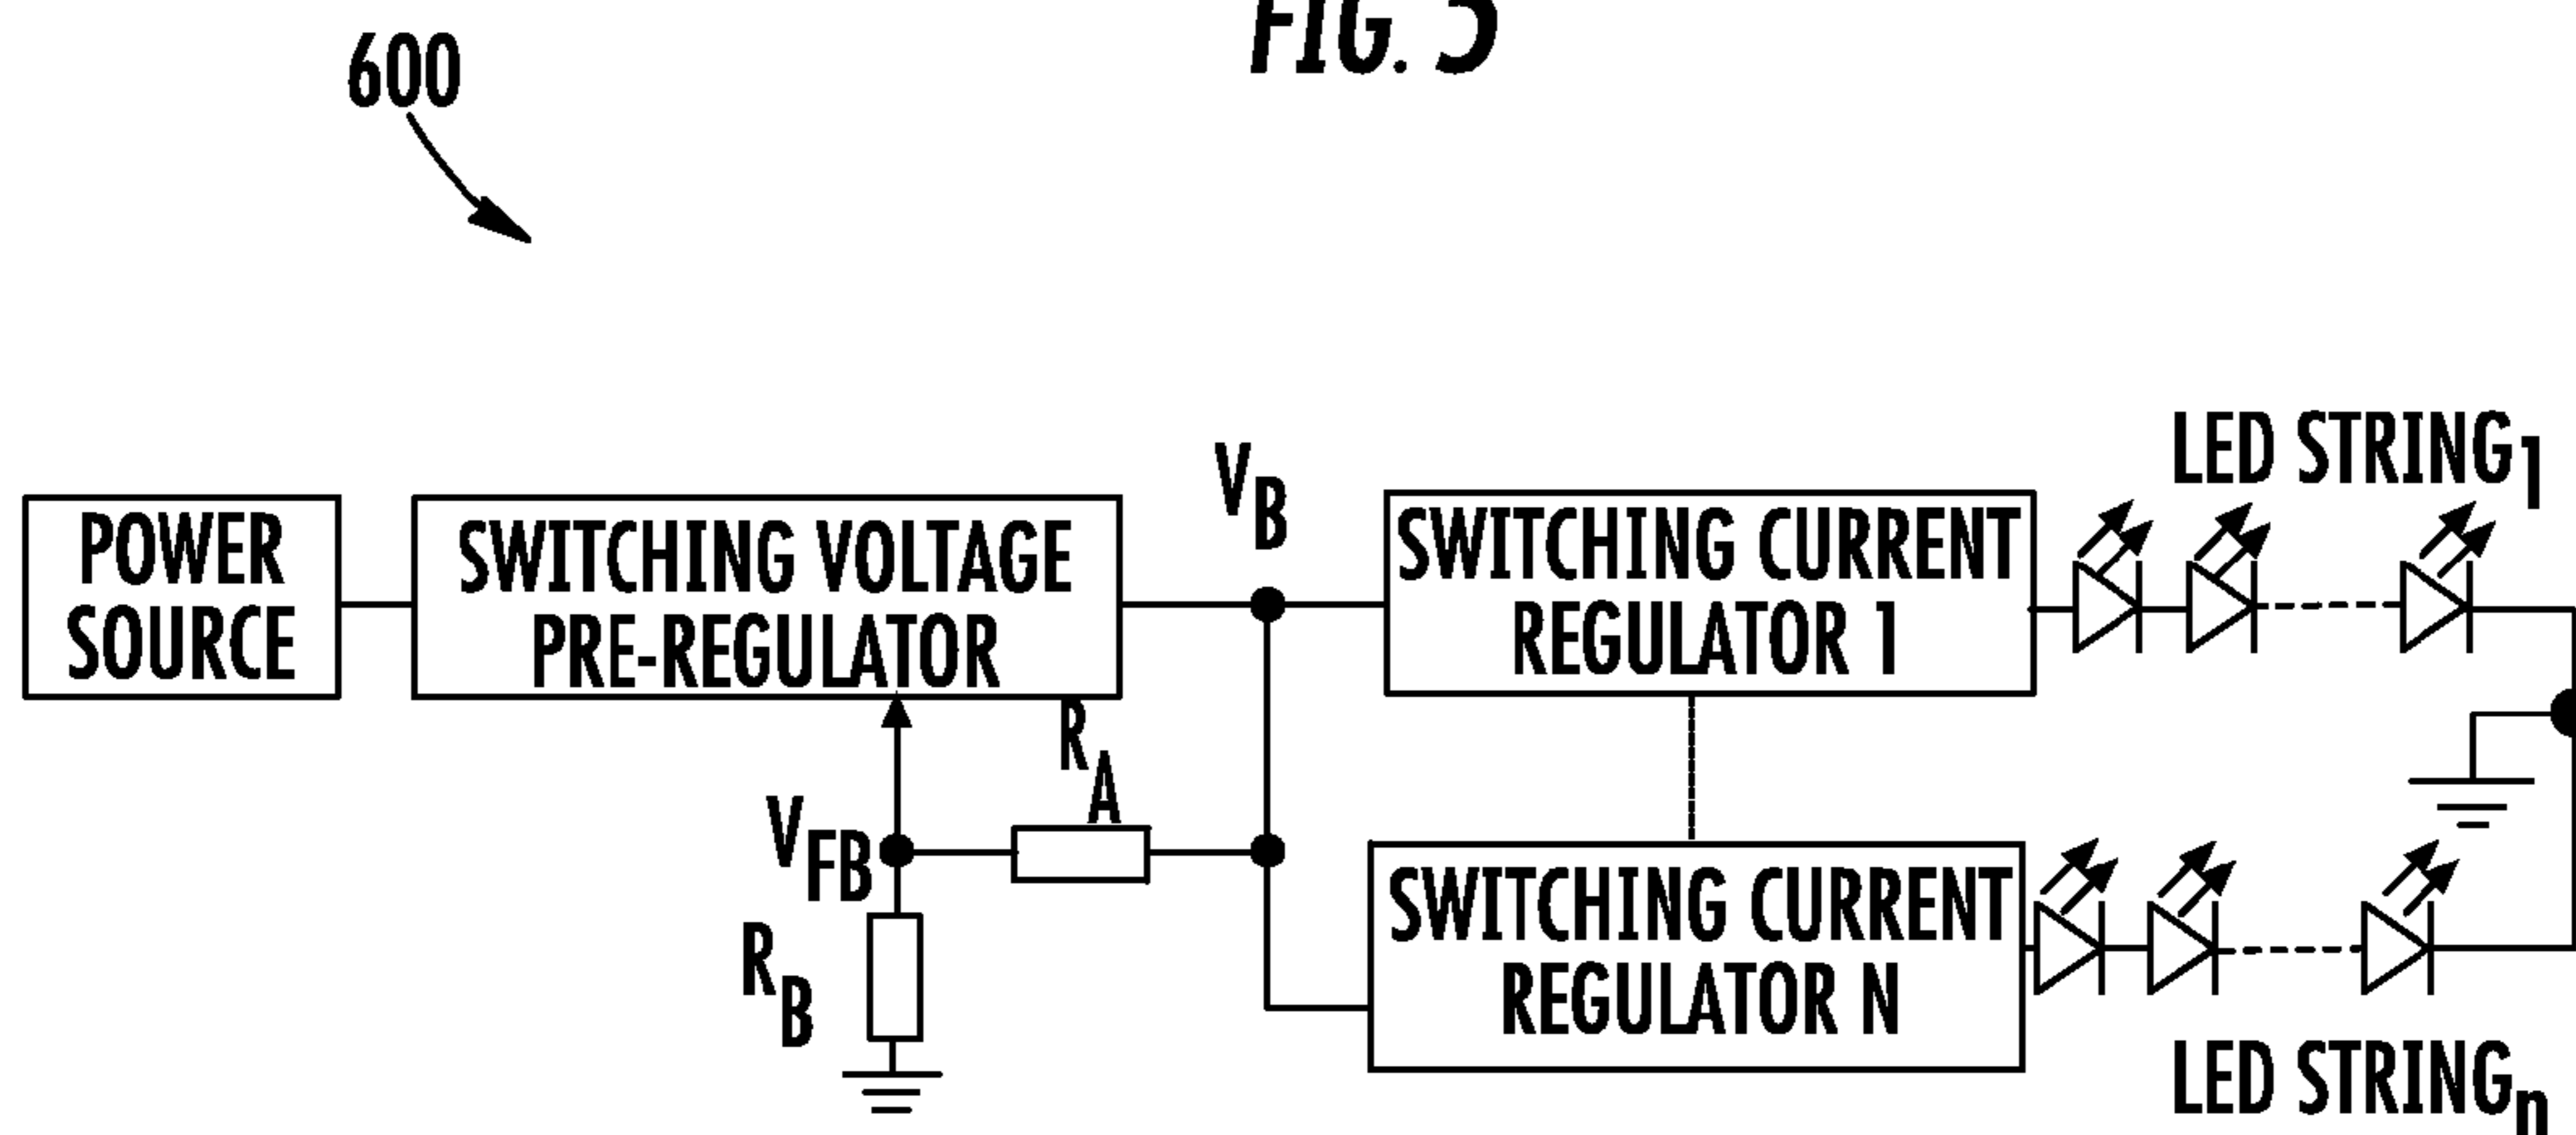 FIG. 5
600
LED STRING1
VB
POWER
SOURCE
SWITCHING VOLTAGE
PRE-REGULATOR
SWITCHING CURRENT
REGULATOR 1
RA
VFB
RB
SWITCHING CURRENT
REGULATOR N
LED STRINGn